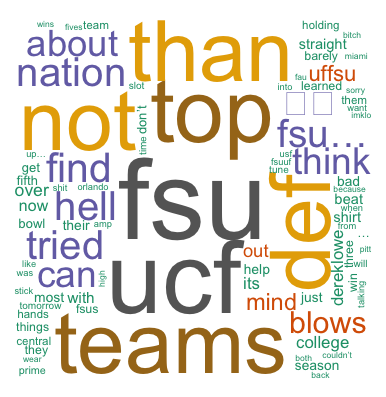 wins fives team holding bitch
about than straight barely miami
nation slot uffsu fau learned
not top into them sorry want imklo
time don´t fsu… usf fsuuf tune
up… find fsu think
get fifth shit orlando hell def bad because
over now their amp beat when
bowl tried ucf shirt from …
like was can high out dereklowe three pitt
stick most with help its win will talking
tomorrow fsus mind just
hands things teams blows
central they college
wear prime both couldn't season back